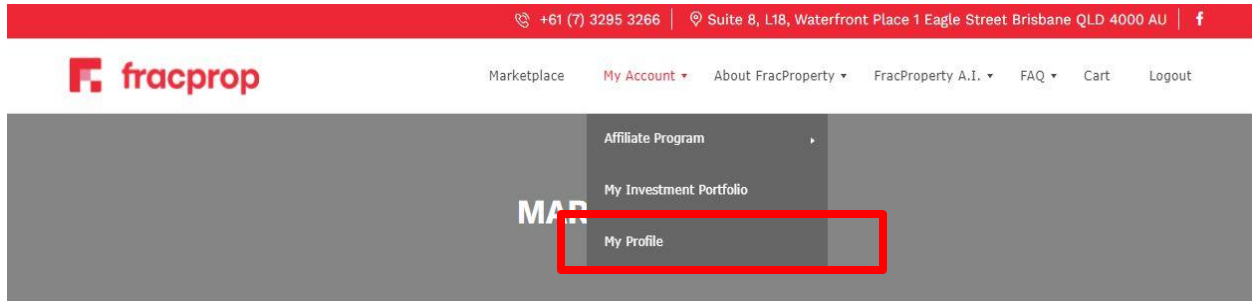 +61 (7) 3295 3266 | Suite 8, L18, Waterfront Place 1 Eagle Street Brisbane QLD 4000 AU | f
fracprop
Marketplace My Account About FracProperty FracProperty A.I. FAQ Cart Logout
Affiliate Program
My Investment Portfolio
MAR
My Profile